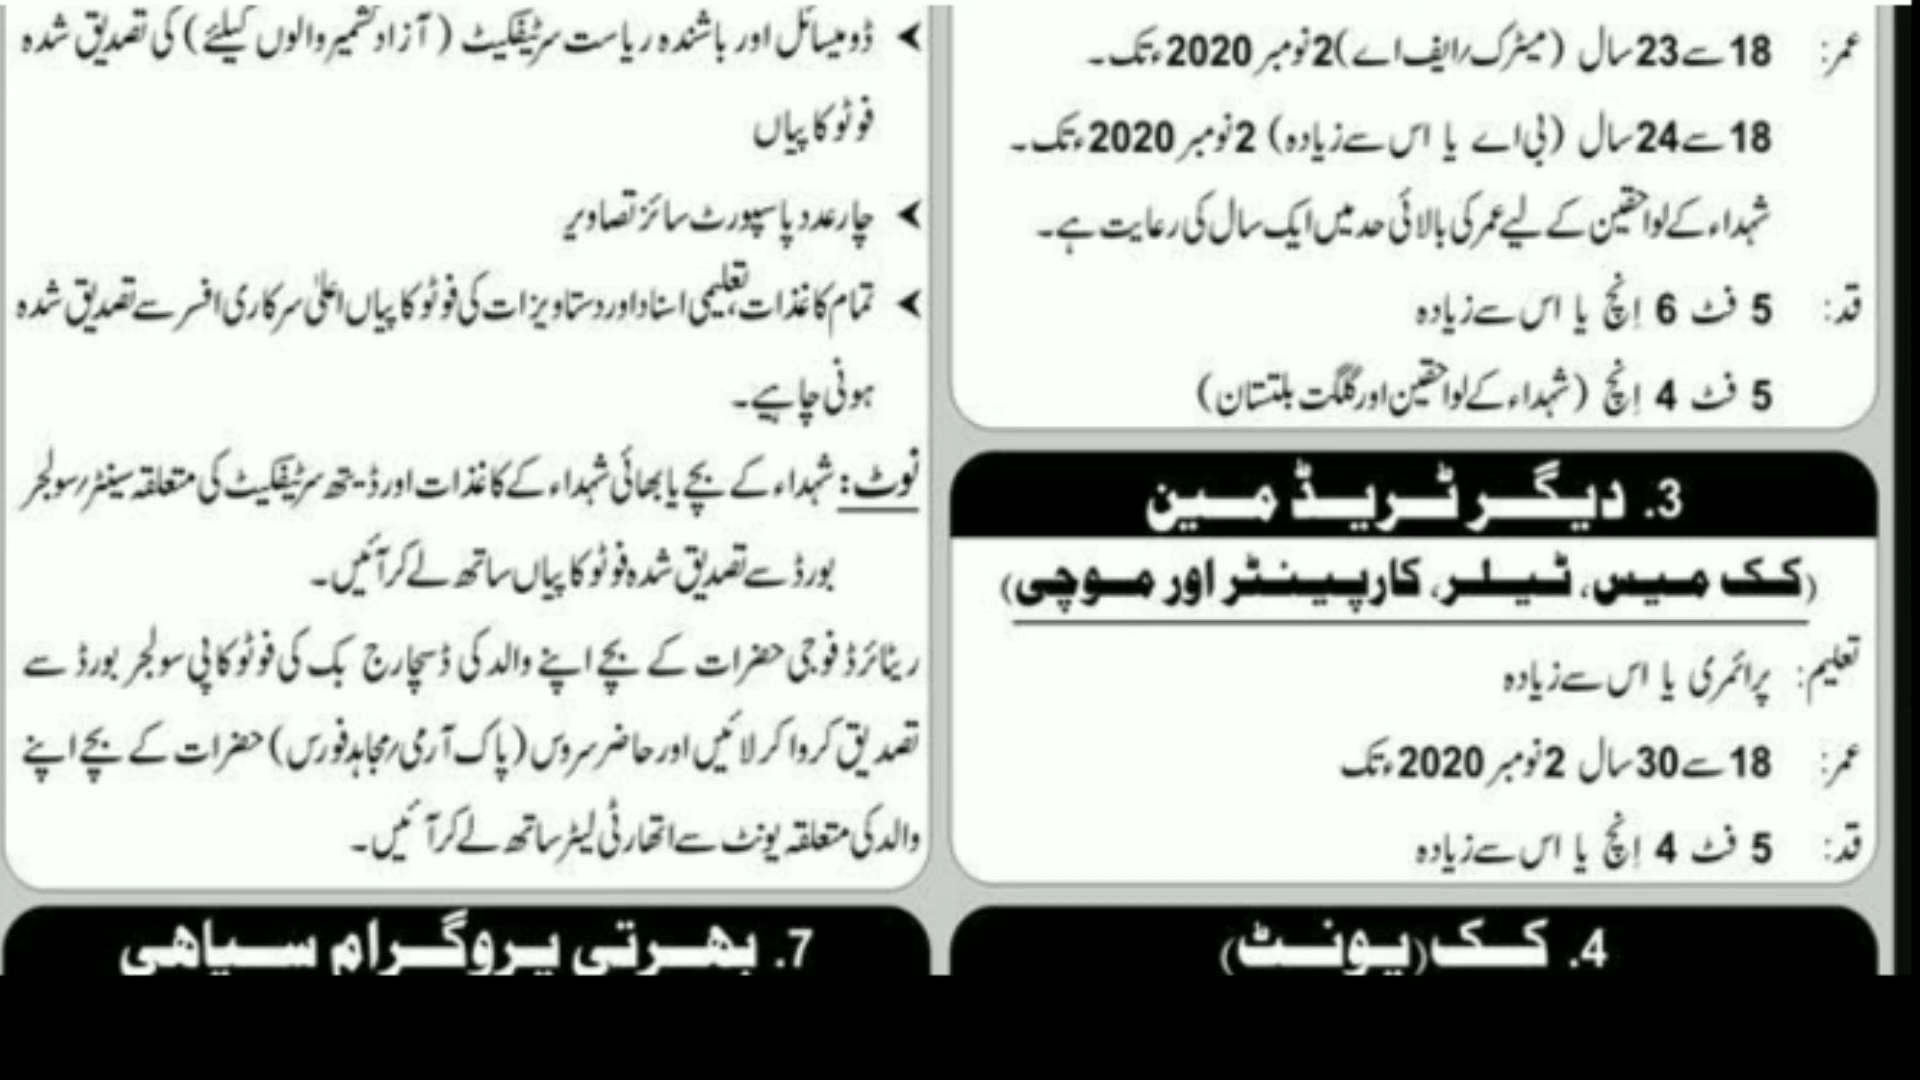 عمر: 18 سے 23 سال (میٹرک/ایف اے) 2 نومبر 2020ء تک۔
18 سے 24 سال (بی اے یا اس سے زیادہ) 2 نومبر 2020ء تک۔
شہداء کے لواحقین کے لیے عمر کی بالائی حد میں ایک سال کی رعایت ہے۔
قد: 5 فٹ 6 اِنچ یا اس سے زیادہ
5 فٹ 4 اِنچ (شہداء کے لواحقین اور گلگت بلتستان)
3. دیگر ٹریڈ مین
(کک میس، ٹیلر، کارپینٹر اور موچی)
تعلیم: پرائمری یا اس سے زیادہ
عمر: 18 سے 30 سال 2 نومبر 2020ء تک
قد: 5 فٹ 4 اِنچ یا اس سے زیادہ
4. کک (یونٹ)
➤ ڈومیسائل اور باشندہ ریاست سرٹیفکیٹ (آزاد کشمیر والوں کیلئے) کی تصدیق شدہ
فوٹو کاپیاں
➤ چار عدد پاسپورٹ سائز تصاویر
➤ تمام کاغذات، تعلیمی اسناد اور دستاویزات کی فوٹو کاپیاں اعلیٰ سرکاری افسر سے تصدیق شدہ
ہونی چاہیے۔
نوٹ: شہداء کے بچے یا بھائی شہداء کے کاغذات اور ڈیتھ سرٹیفکیٹ کی متعلقہ سینٹر/سولجر
بورڈ سے تصدیق شدہ فوٹو کاپیاں ساتھ لے کر آئیں۔
ریٹائرڈ فوجی حضرات کے بچے اپنے والد کی ڈسچارج بک کی فوٹو کاپی سولجر بورڈ سے
تصدیق کروا کر لائیں اور حاضر سروس (پاک آرمی/مجاہد فورس) حضرات کے بچے اپنے
والد کی متعلقہ یونٹ سے اتھارٹی لیٹر ساتھ لے کر آئیں۔
7. بھرتی پروگرام سپاھی